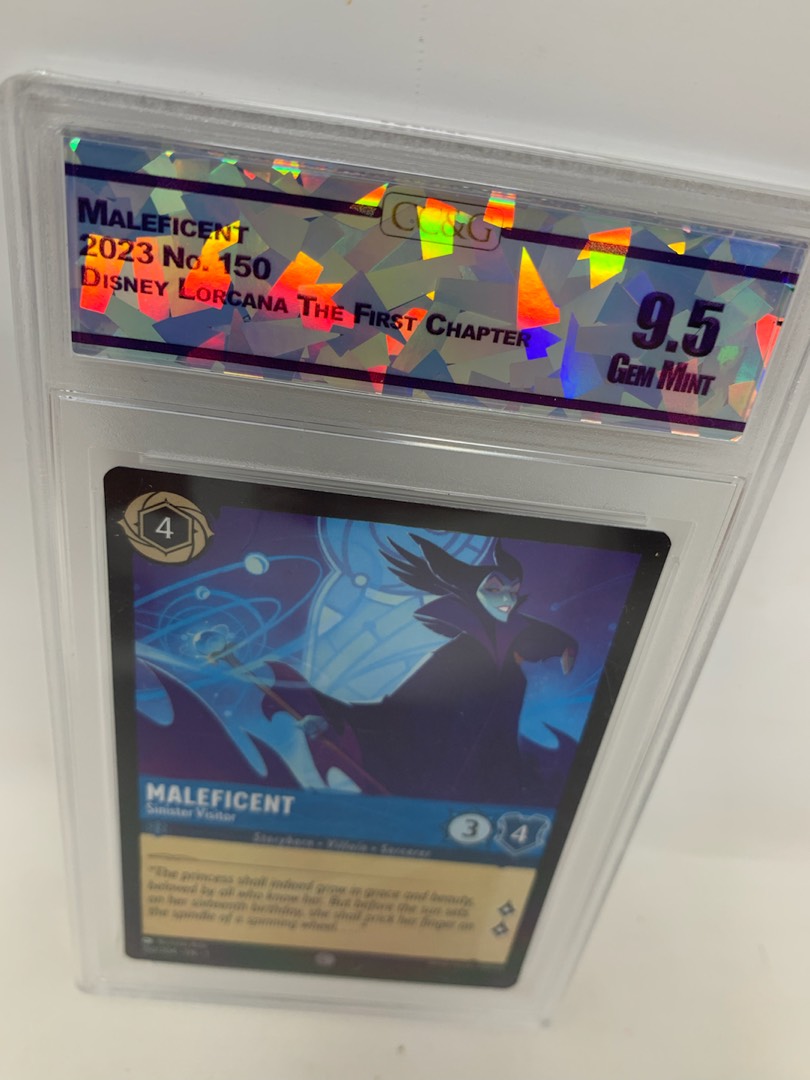 GC&G
MALEFICENT
2023 No. 150
DISNEY LORCANA THE FIRST CHAPTER
9.5
GEM MINT
4
MALEFICENT
Sinister Visitor
3 4
Storyborn • Villain • Sorcerer
"The princess shall indeed grow in grace and beauty,
beloved by all who know her. But before the sun sets
on her sixteenth birthday, she shall prick her finger on
the spindle of a spinning wheel. . . ."